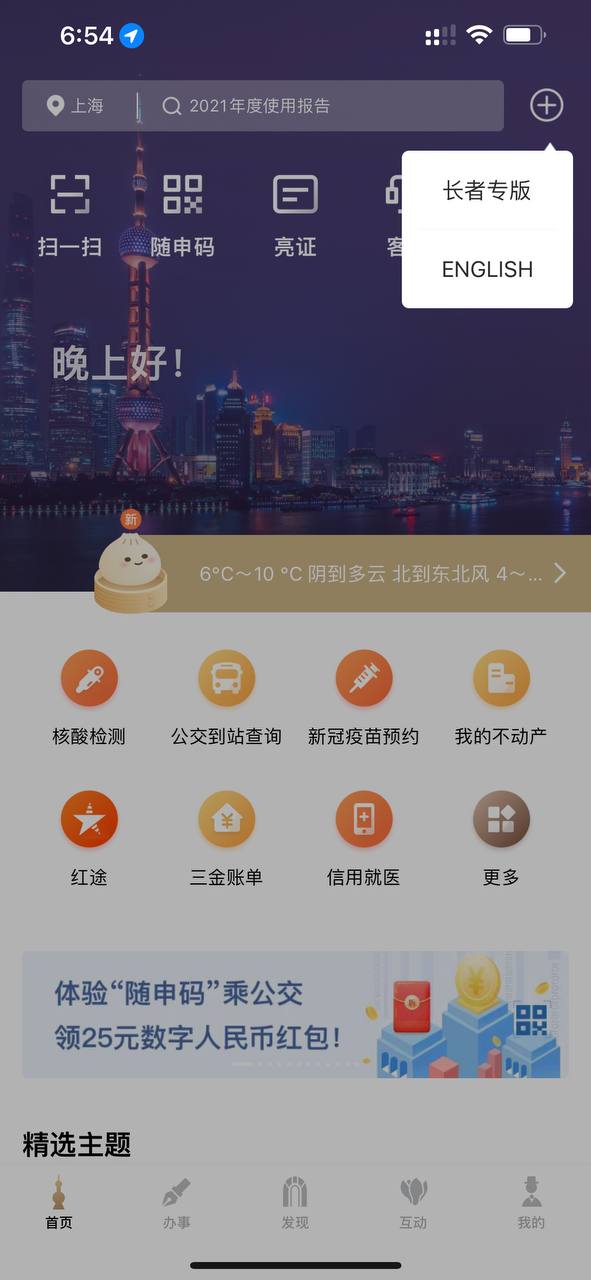 6:54
上海
2021年度使用报告
长者专版
ENGLISH
扫一扫
随申码
亮证
客
晚上好！
新
6°C～10 °C 阴到多云 北到东北风 4～...
核酸检测
公交到站查询
新冠疫苗预约
我的不动产
红途
三金账单
信用就医
更多
体验“随申码”乘公交
领25元数字人民币红包！
精选主题
首页
办事
发现
互动
我的